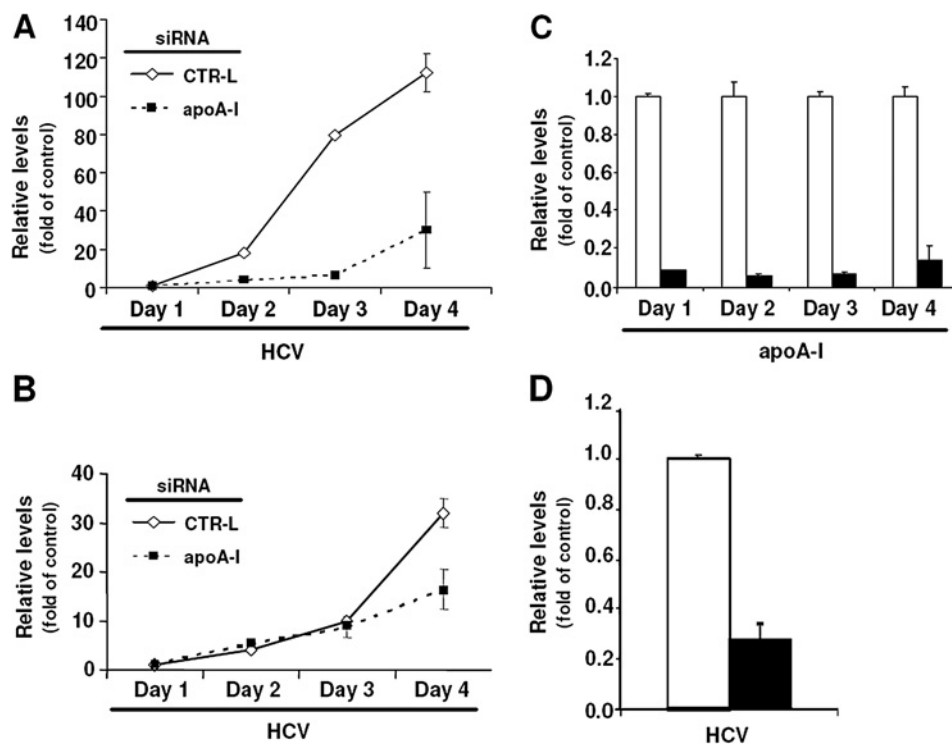 A
siRNA
CTR-L
apoA-I
Relative levels
(fold of control)
140
120
100
80
60
40
20
0
Day 1 Day 2 Day 3 Day 4
HCV
B
siRNA
CTR-L
apoA-I
Relative levels
(fold of control)
40
30
20
10
0
Day 1 Day 2 Day 3 Day 4
HCV
C
Relative levels
(fold of control)
1.2
1.0
0.8
0.6
0.4
0.2
0.0
Day 1 Day 2 Day 3 Day 4
apoA-I
D
Relative levels
(fold of control)
1.2
1.0
0.8
0.6
0.4
0.2
0.0
HCV